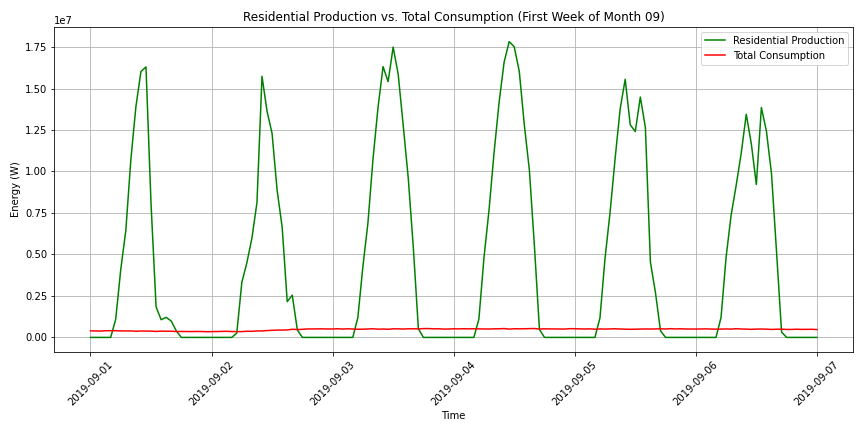 Residential Production vs. Total Consumption (First Week of Month 09)
1e7
Residential Production
Total Consumption
1.75
1.50
1.25
1.00
0.75
0.50
0.25
0.00
Energy (W)
2019-09-01
2019-09-02
2019-09-03
2019-09-04
2019-09-05
2019-09-06
2019-09-07
Time